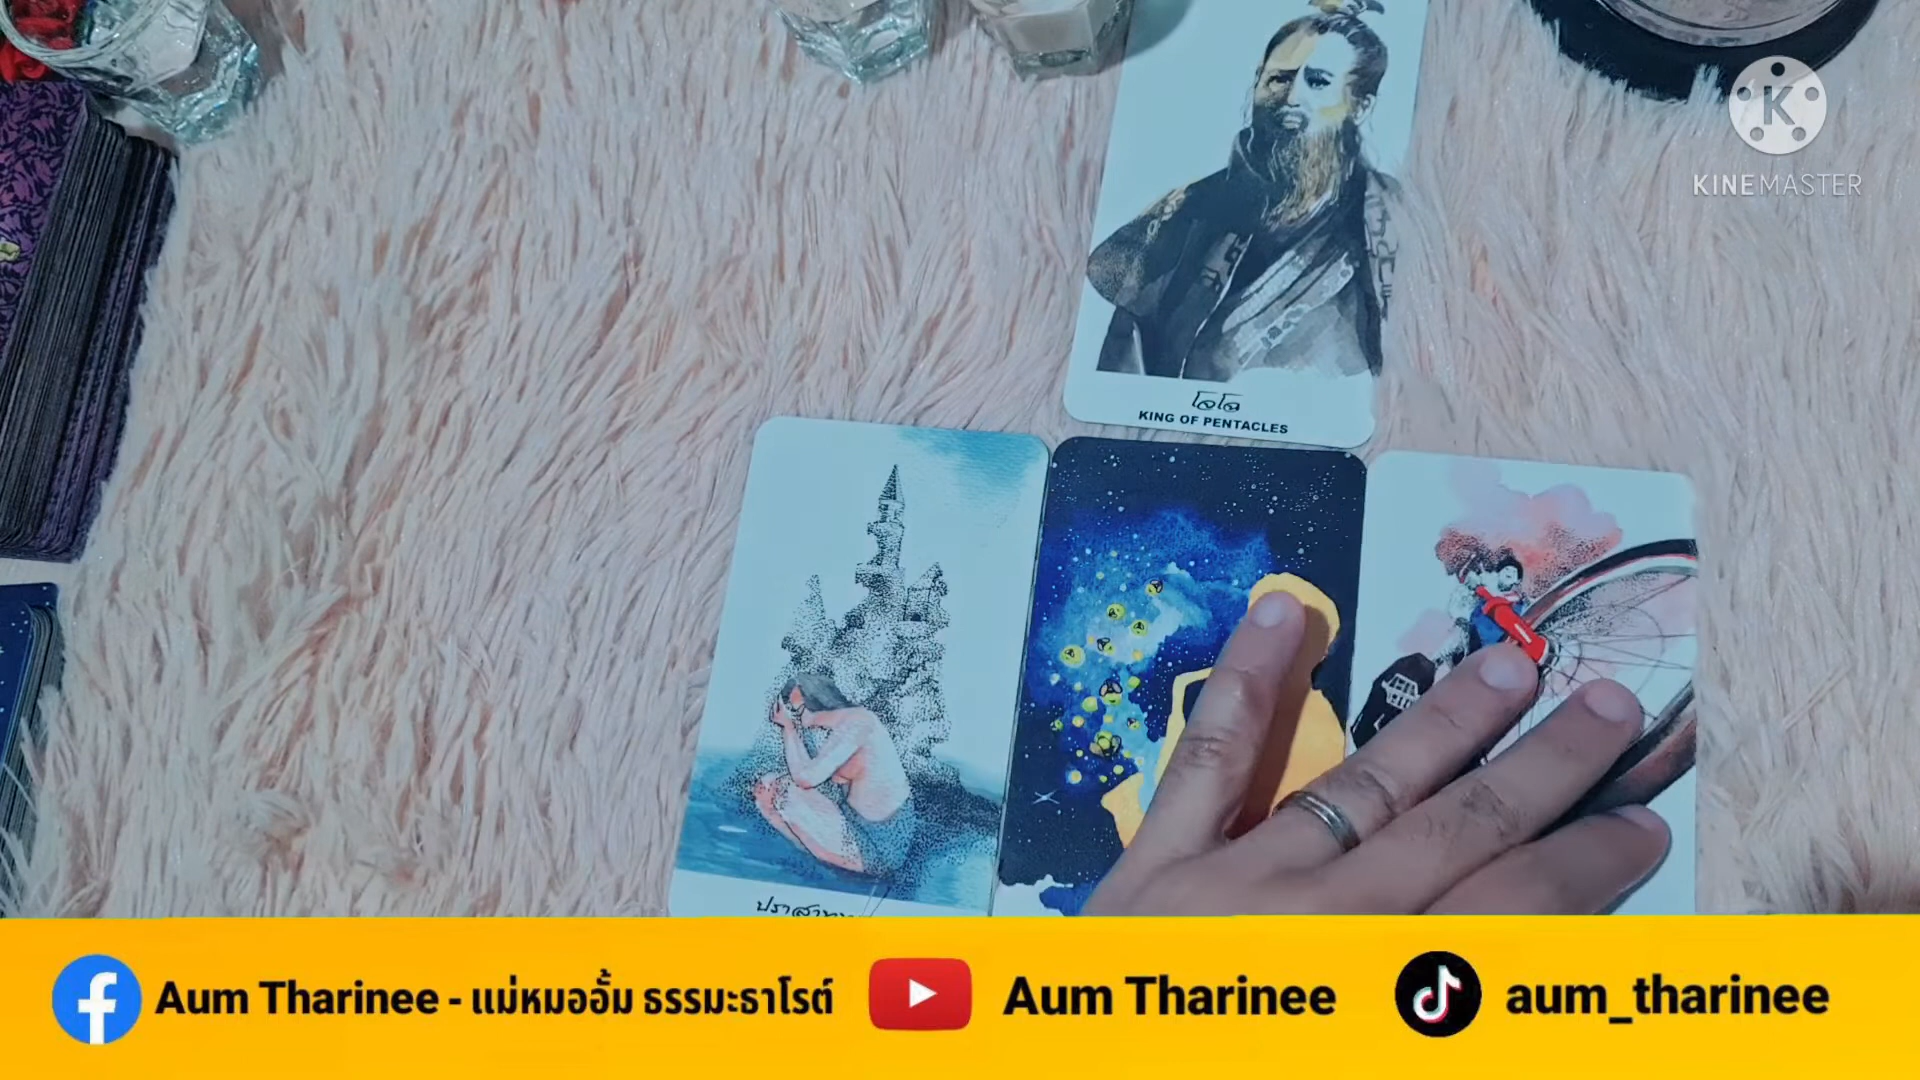 KINEMASTER
โอโล
KING OF PENTACLES
Aum Tharinee - แม่หมออั้ม ธรรมะธาโรต์
Aum Tharinee
aum_tharinee